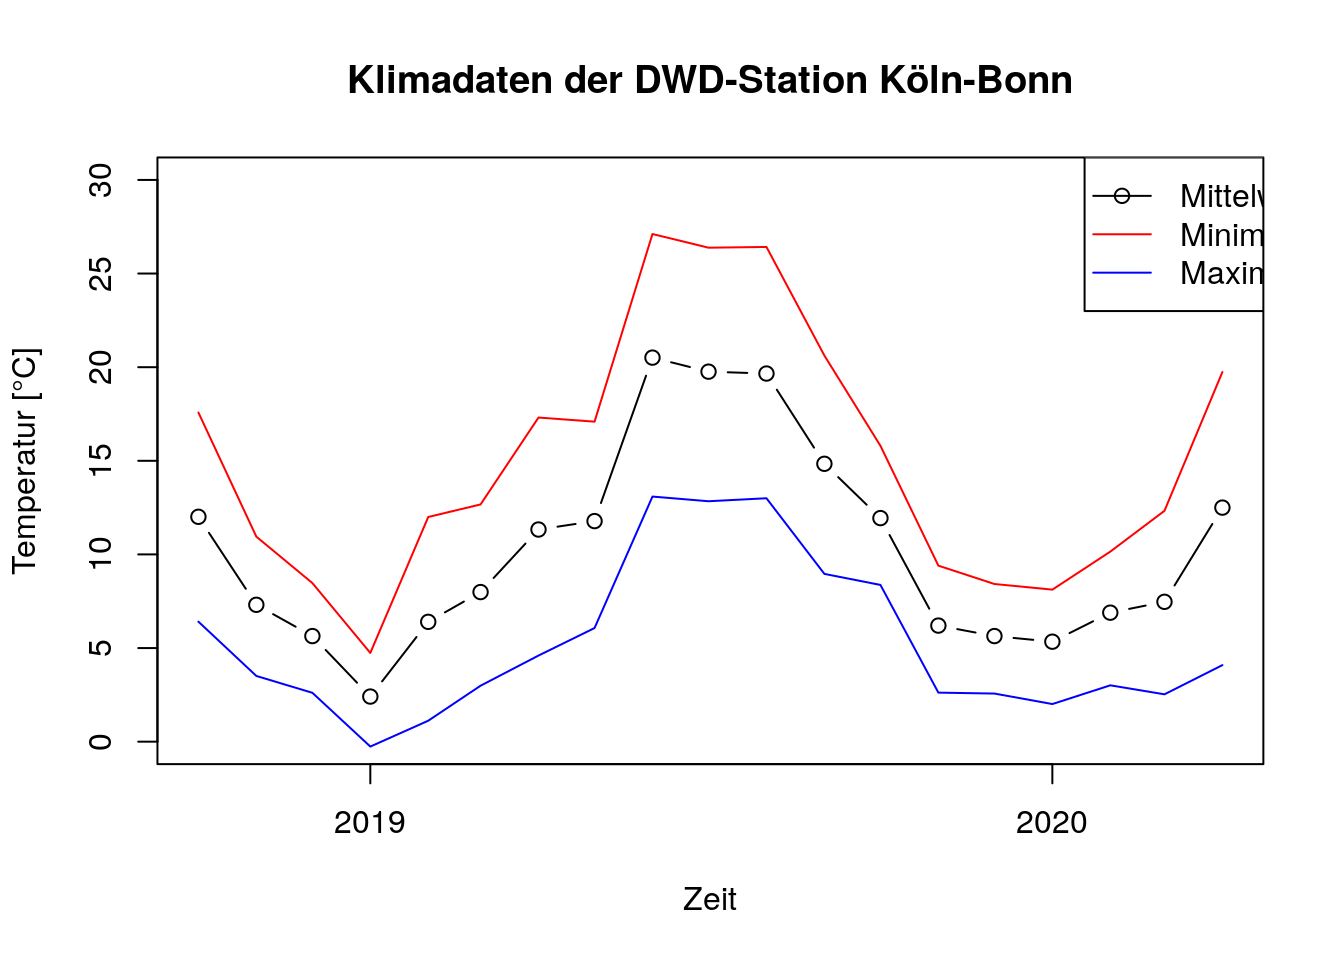 Klimadaten der DWD-Station Köln-Bonn
Mittelw
Minim
Maxim
Temperatur [°C]
30
25
20
15
10
5
0
2019
2020
Zeit